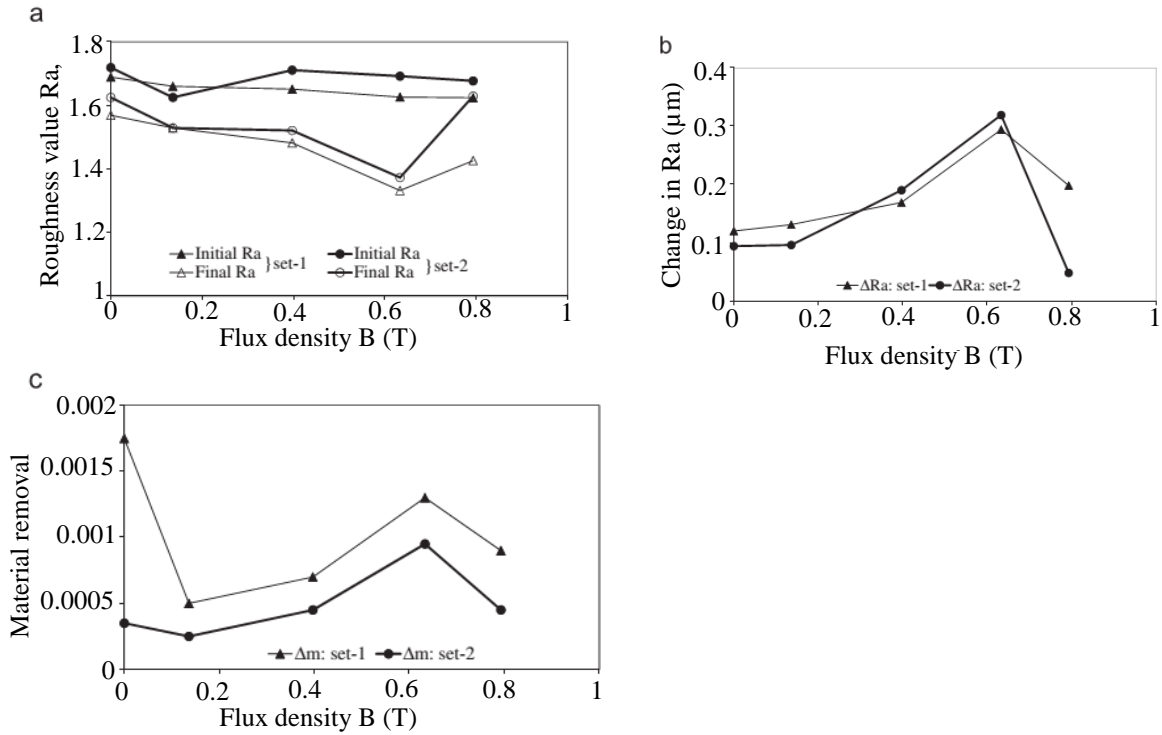 a
Roughness value Ra,
1.8
1.6
1.4
1.2
1
Initial Ra
Final Ra
}set-1
Initial Ra
Final Ra
}set-2
0
0.2
0.4
0.6
0.8
1
Flux density B (T)
b
Change in Ra (µm)
0.4
0.3
0.2
0.1
0
ΔRa: set-1
ΔRa: set-2
0
0.2
0.4
0.6
0.8
1
Flux density B (T)
c
Material removal
0.002
0.0015
0.001
0.0005
0
Δm: set-1
Δm: set-2
0
0.2
0.4
0.6
0.8
1
Flux density B (T)